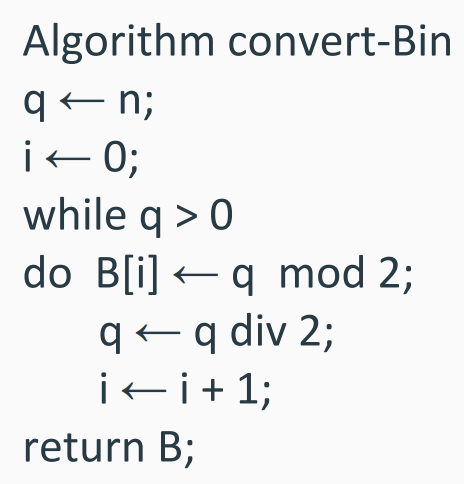 Algorithm convert-Bin
q ← n;
i ← 0;
while q > 0
do B[i] ← q mod 2;
q ← q div 2;
i ← i + 1;
return B;